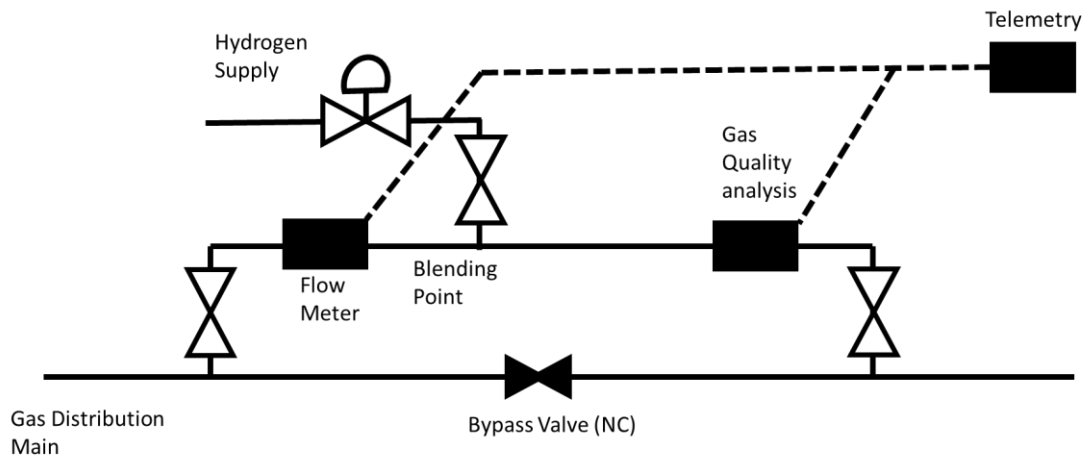 Telemetry
Hydrogen
Supply
Gas
Quality
analysis
Flow
Meter
Blending
Point
Gas Distribution
Main
Bypass Valve (NC)